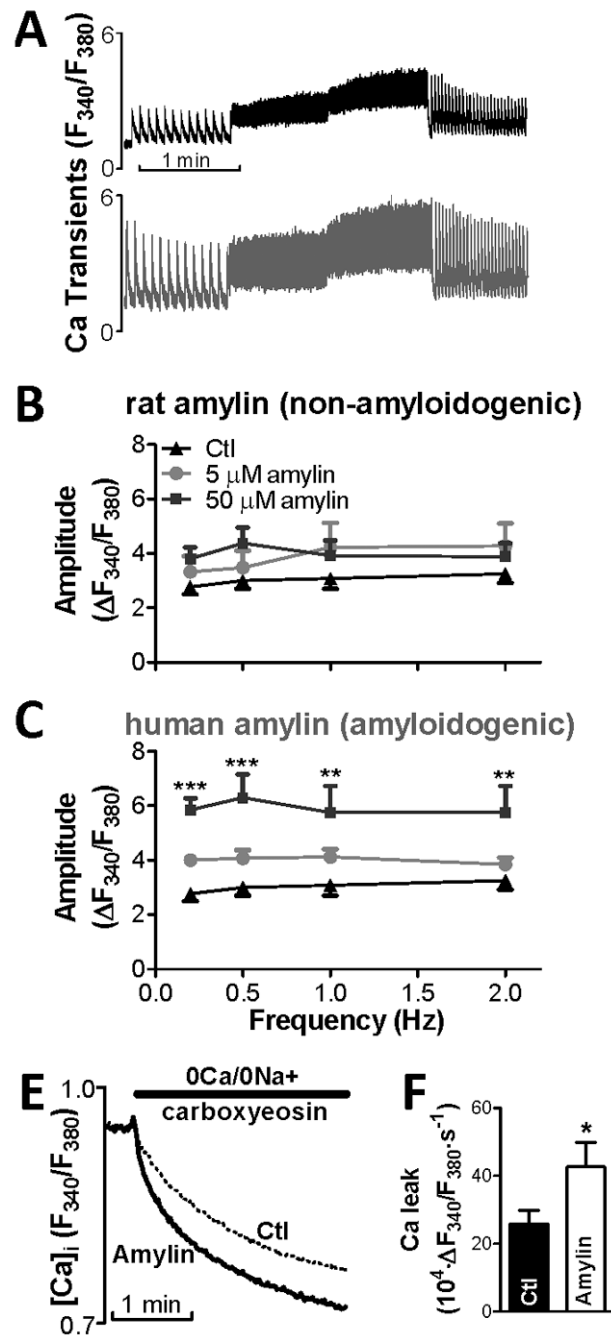 A
Ca Transients (F340/F380)
6
0
1 min
6
0
B
rat amylin (non-amyloidogenic)
Ctl
5 μM amylin
50 μM amylin
Amplitude
(ΔF340/F380)
8
6
4
2
0
C
human amylin (amyloidogenic)
Amplitude
(ΔF340/F380)
8
6
4
2
0
*** *** ** **
0.0 0.5 1.0 1.5 2.0
Frequency (Hz)
E
[Ca]i (F340/F380)
1.0
0.7
0Ca/0Na+
carboxyeosin
Ctl
Amylin
1 min
F
Ca leak
(10⁴·ΔF340/F380·s⁻¹)
60
40
20
0
*
Ctl
Amylin